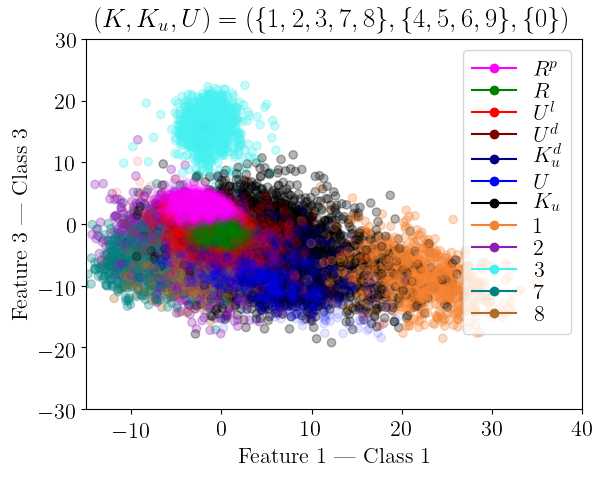 (K, K_u, U) = ({1, 2, 3, 7, 8}, {4, 5, 6, 9}, {0})
30
20
10
0
−10
−20
−30
Feature 3 — Class 3
R^p
R
U^l
U^d
K_u^d
U
K_u
1
2
3
7
8
−10 0 10 20 30 40
Feature 1 — Class 1